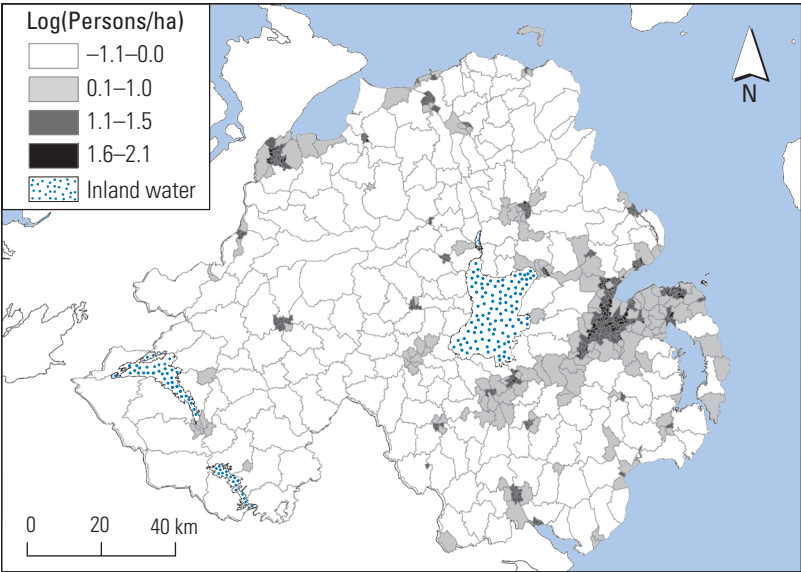 Log(Persons/ha)
–1.1–0.0
0.1–1.0
1.1–1.5
1.6–2.1
Inland water
N
0 20 40 km